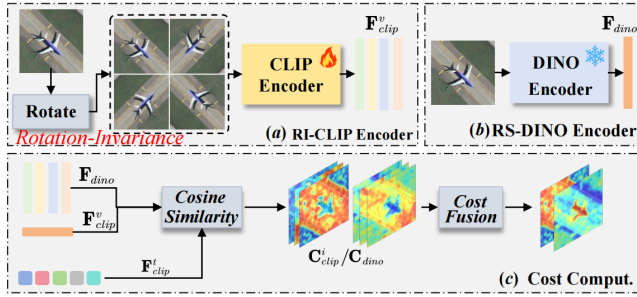 Rotate
Rotation-Invariance
CLIP
Encoder
F^v_clip
(a) RI-CLIP Encoder
DINO
Encoder
F_dino
(b) RS-DINO Encoder
F_dino
F^v_clip
F^t_clip
Cosine
Similarity
C^i_clip/C_dino
Cost
Fusion
(c) Cost Comput.